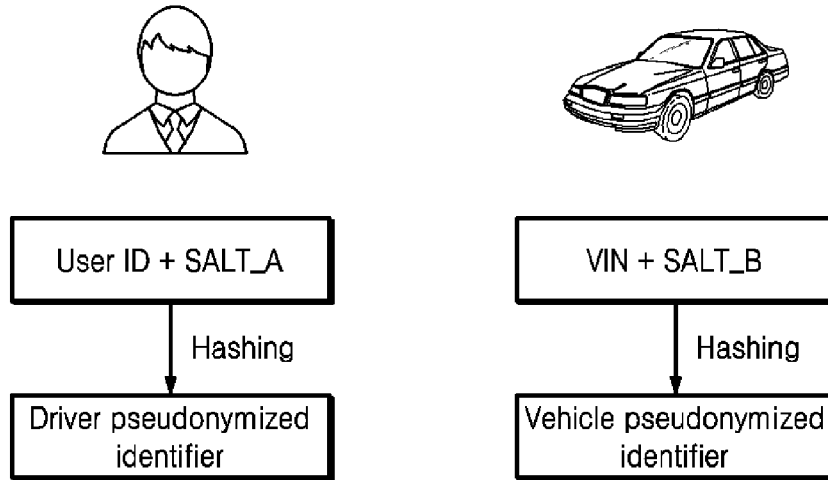 User ID + SALT_A
Hashing
Driver pseudonymized
identifier
VIN + SALT_B
Hashing
Vehicle pseudonymized
identifier